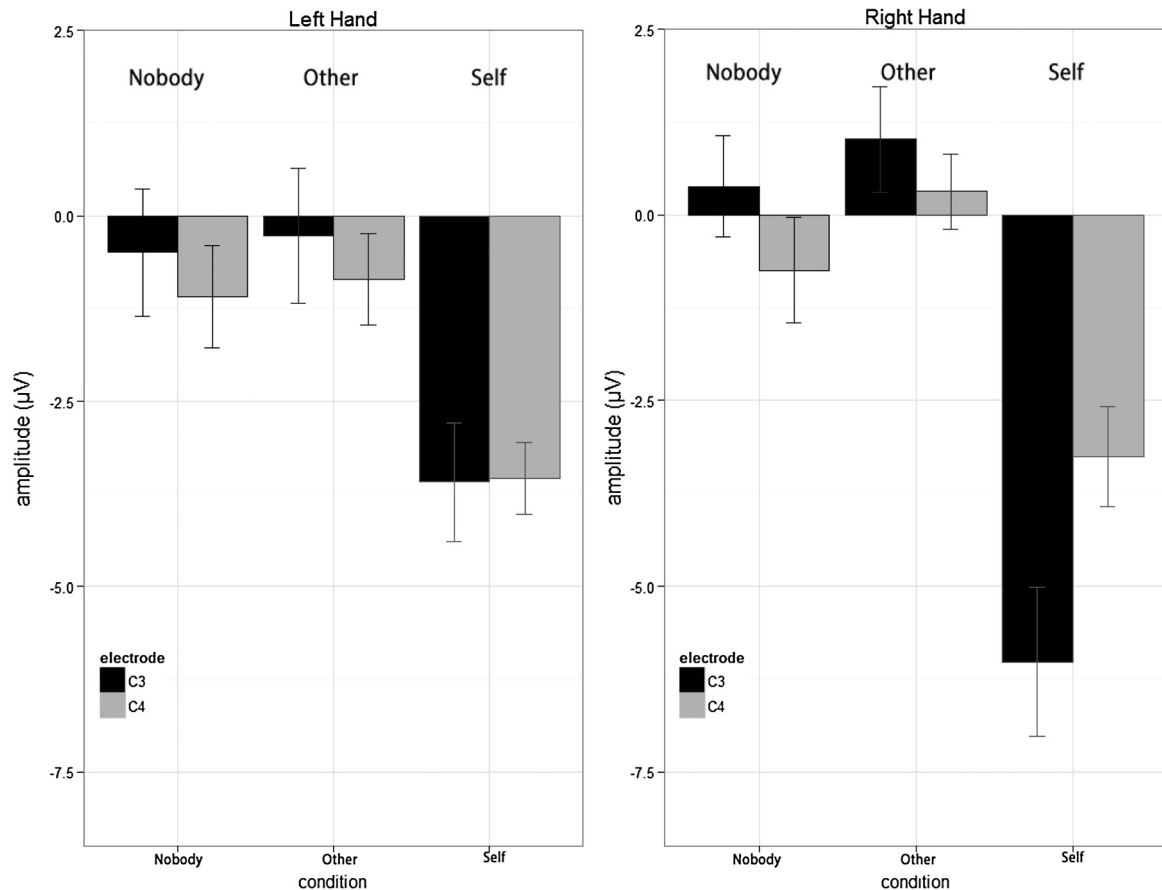 Left Hand
2.5
Nobody Other Self
0.0
-2.5
-5.0
-7.5
amplitude (µV)
electrode
C3
C4
Nobody Other Self
condition
Right Hand
2.5
Nobody Other Self
0.0
-2.5
-5.0
-7.5
amplitude (µV)
electrode
C3
C4
Nobody Other Self
condition